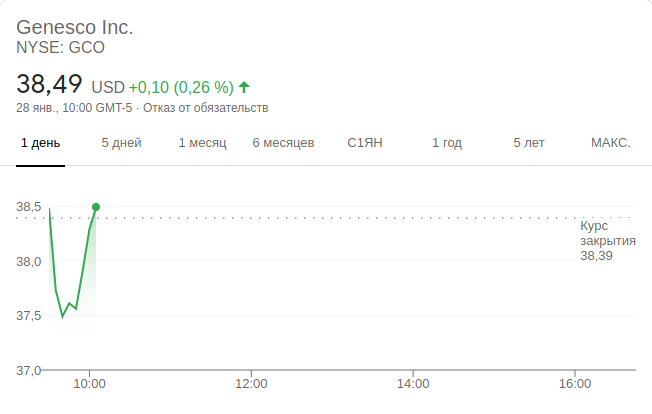 Genesco Inc.
NYSE: GCO
38,49 USD +0,10 (0,26 %)
28 янв., 10:00 GMT-5 · Отказ от обязательств
1 день 5 дней 1 месяц 6 месяцев С1ЯН 1 год 5 лет МАКС.
38,5
Курс
закрытия
38,39
38,0
37,5
37,0
10:00 12:00 14:00 16:00